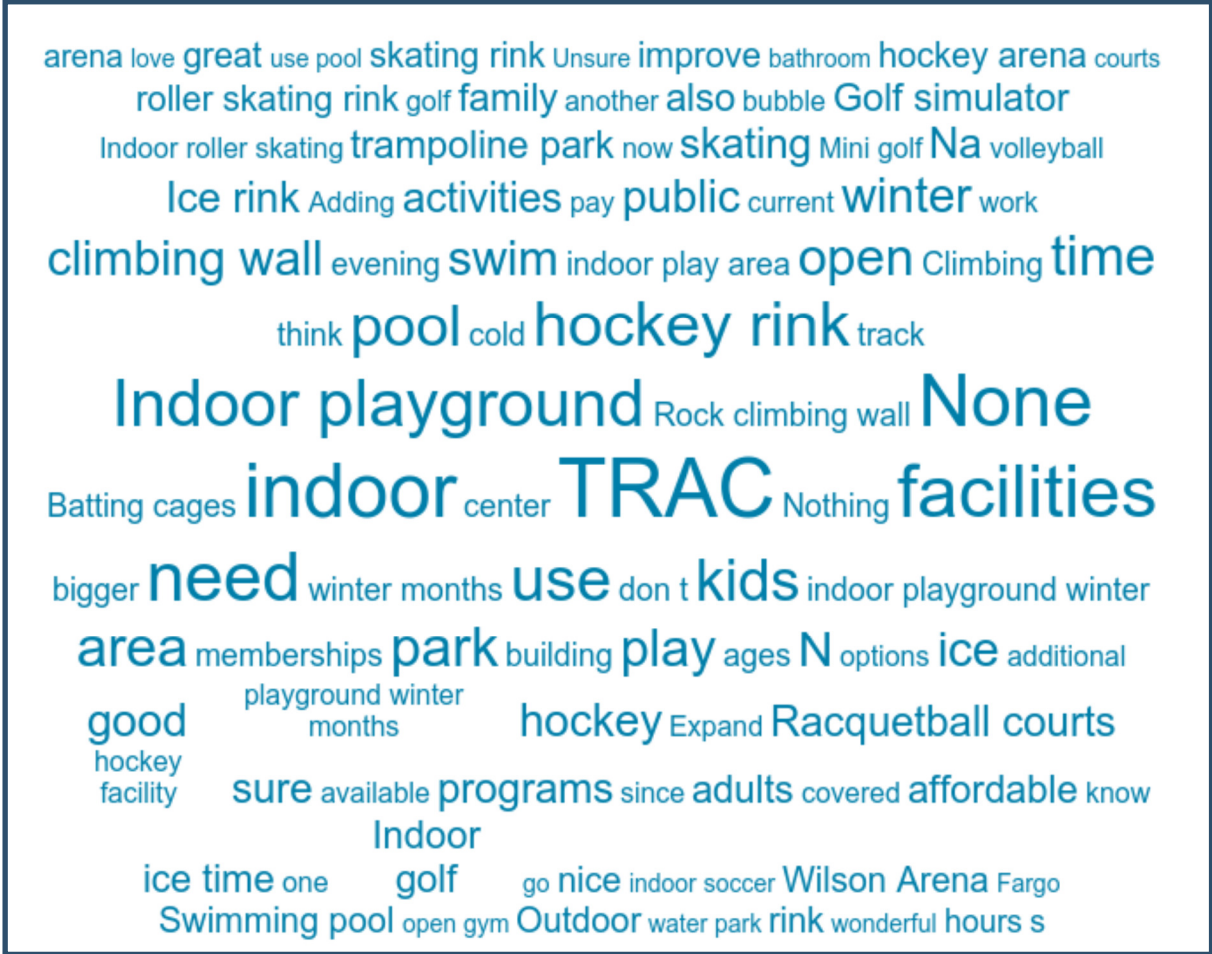 arena love great use pool skating rink Unsure improve bathroom hockey arena courts
roller skating rink golf family another also bubble Golf simulator
Indoor roller skating trampoline park now skating Mini golf Na volleyball
Ice rink Adding activities pay public current winter work
climbing wall evening swim indoor play area open Climbing time
think pool cold hockey rink track
Indoor playground Rock climbing wall None
Batting cages indoor center TRAC Nothing facilities
bigger need winter months use don t kids indoor playground winter
area memberships park building play ages N options ice additional
good playground winter months hockey Expand Racquetball courts
hockey facility sure available programs since adults covered affordable know
ice time one Indoor golf go nice indoor soccer Wilson Arena Fargo
Swimming pool open gym Outdoor water park rink wonderful hours s